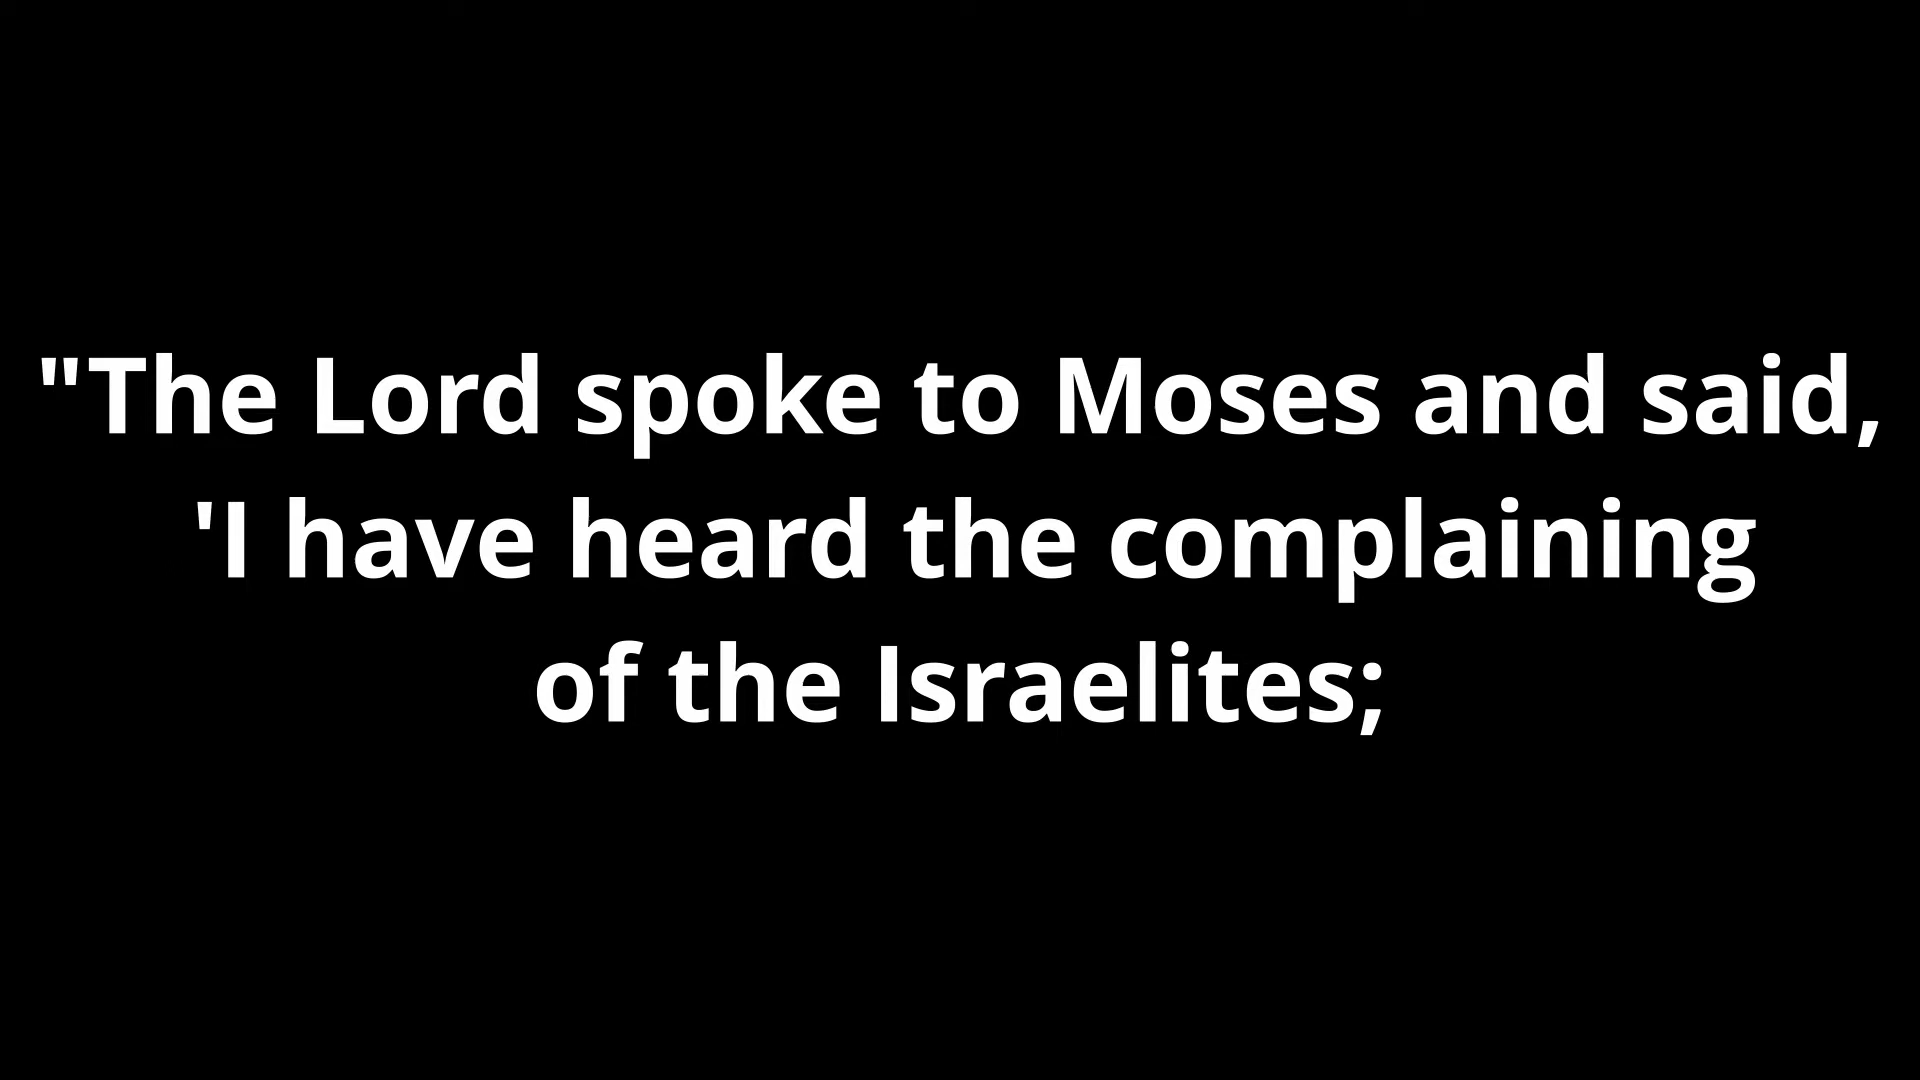 "The Lord spoke to Moses and said,
'I have heard the complaining
of the Israelites;